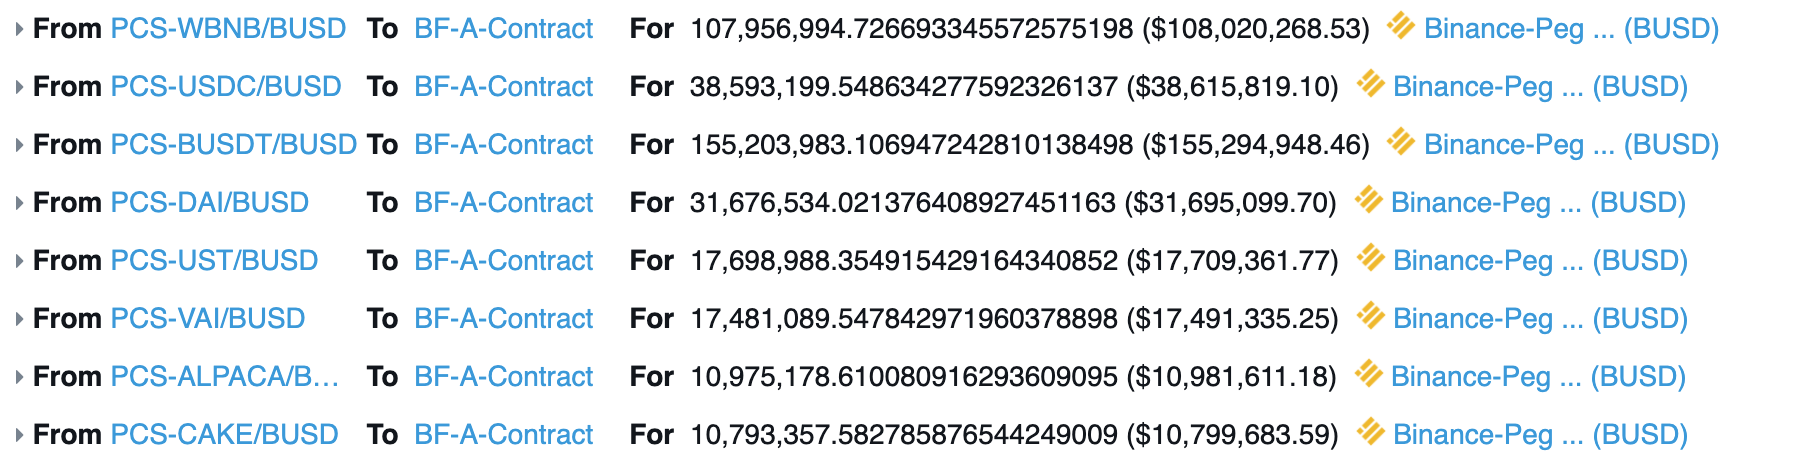 From PCS-WBNB/BUSD To BF-A-Contract For 107,956,994.726693345572575198 ($108,020,268.53) Binance-Peg ... (BUSD)
From PCS-USDC/BUSD To BF-A-Contract For 38,593,199.548634277592326137 ($38,615,819.10) Binance-Peg ... (BUSD)
From PCS-BUSDT/BUSD To BF-A-Contract For 155,203,983.106947242810138498 ($155,294,948.46) Binance-Peg ... (BUSD)
From PCS-DAI/BUSD To BF-A-Contract For 31,676,534.021376408927451163 ($31,695,099.70) Binance-Peg ... (BUSD)
From PCS-UST/BUSD To BF-A-Contract For 17,698,988.354915429164340852 ($17,709,361.77) Binance-Peg ... (BUSD)
From PCS-VAI/BUSD To BF-A-Contract For 17,481,089.547842971960378898 ($17,491,335.25) Binance-Peg ... (BUSD)
From PCS-ALPACA/B... To BF-A-Contract For 10,975,178.610080916293609095 ($10,981,611.18) Binance-Peg ... (BUSD)
From PCS-CAKE/BUSD To BF-A-Contract For 10,793,357.582785876544249009 ($10,799,683.59) Binance-Peg ... (BUSD)